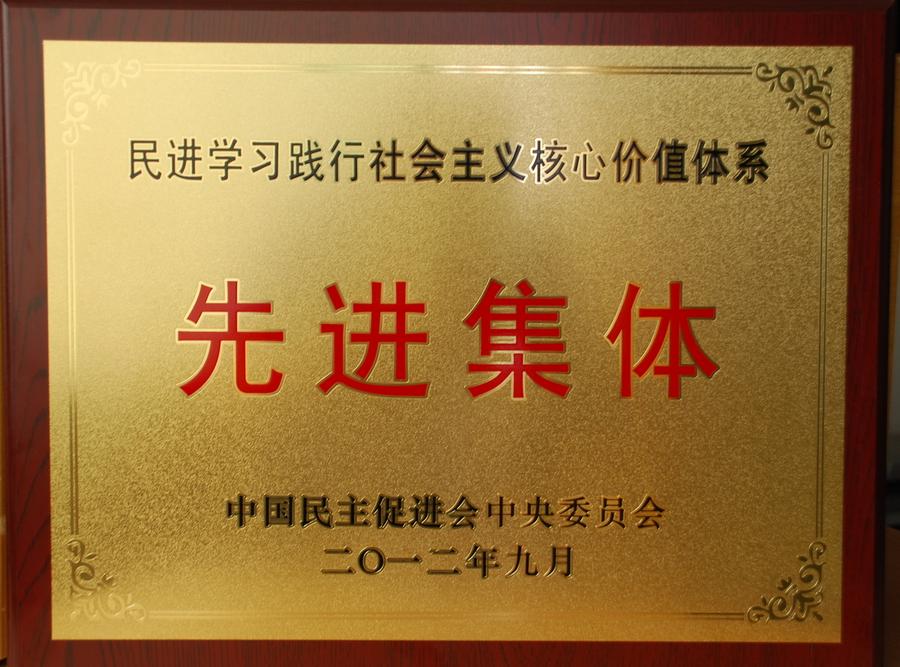 民进学习践行社会主义核心价值体系
先进集体
中国民主促进会中央委员会
二〇一二年九月